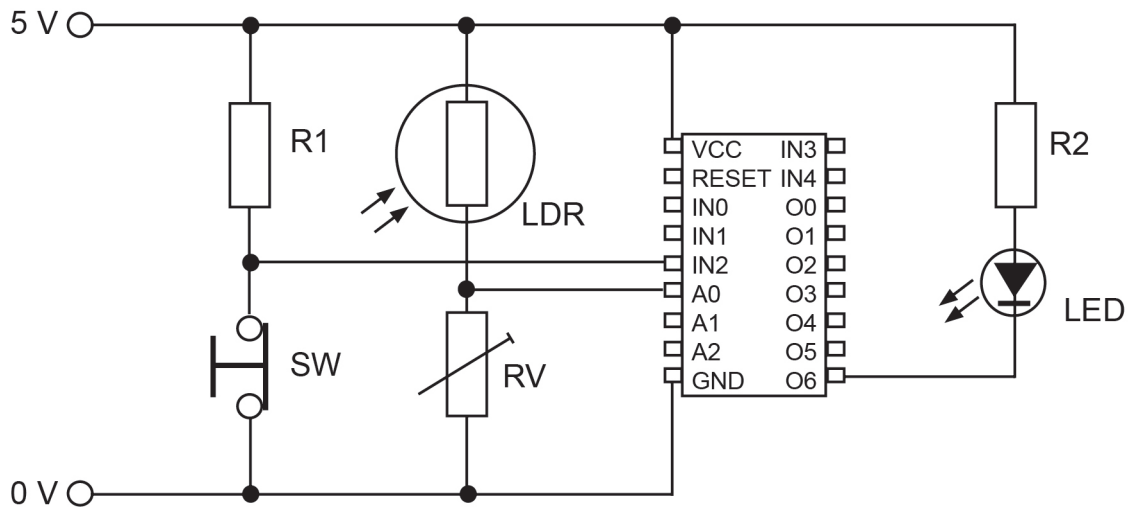 5 V
R1
LDR
SW
RV
VCC IN3
RESET IN4
IN0 O0
IN1 O1
IN2 O2
A0 O3
A1 O4
A2 O5
GND O6
R2
LED
0 V